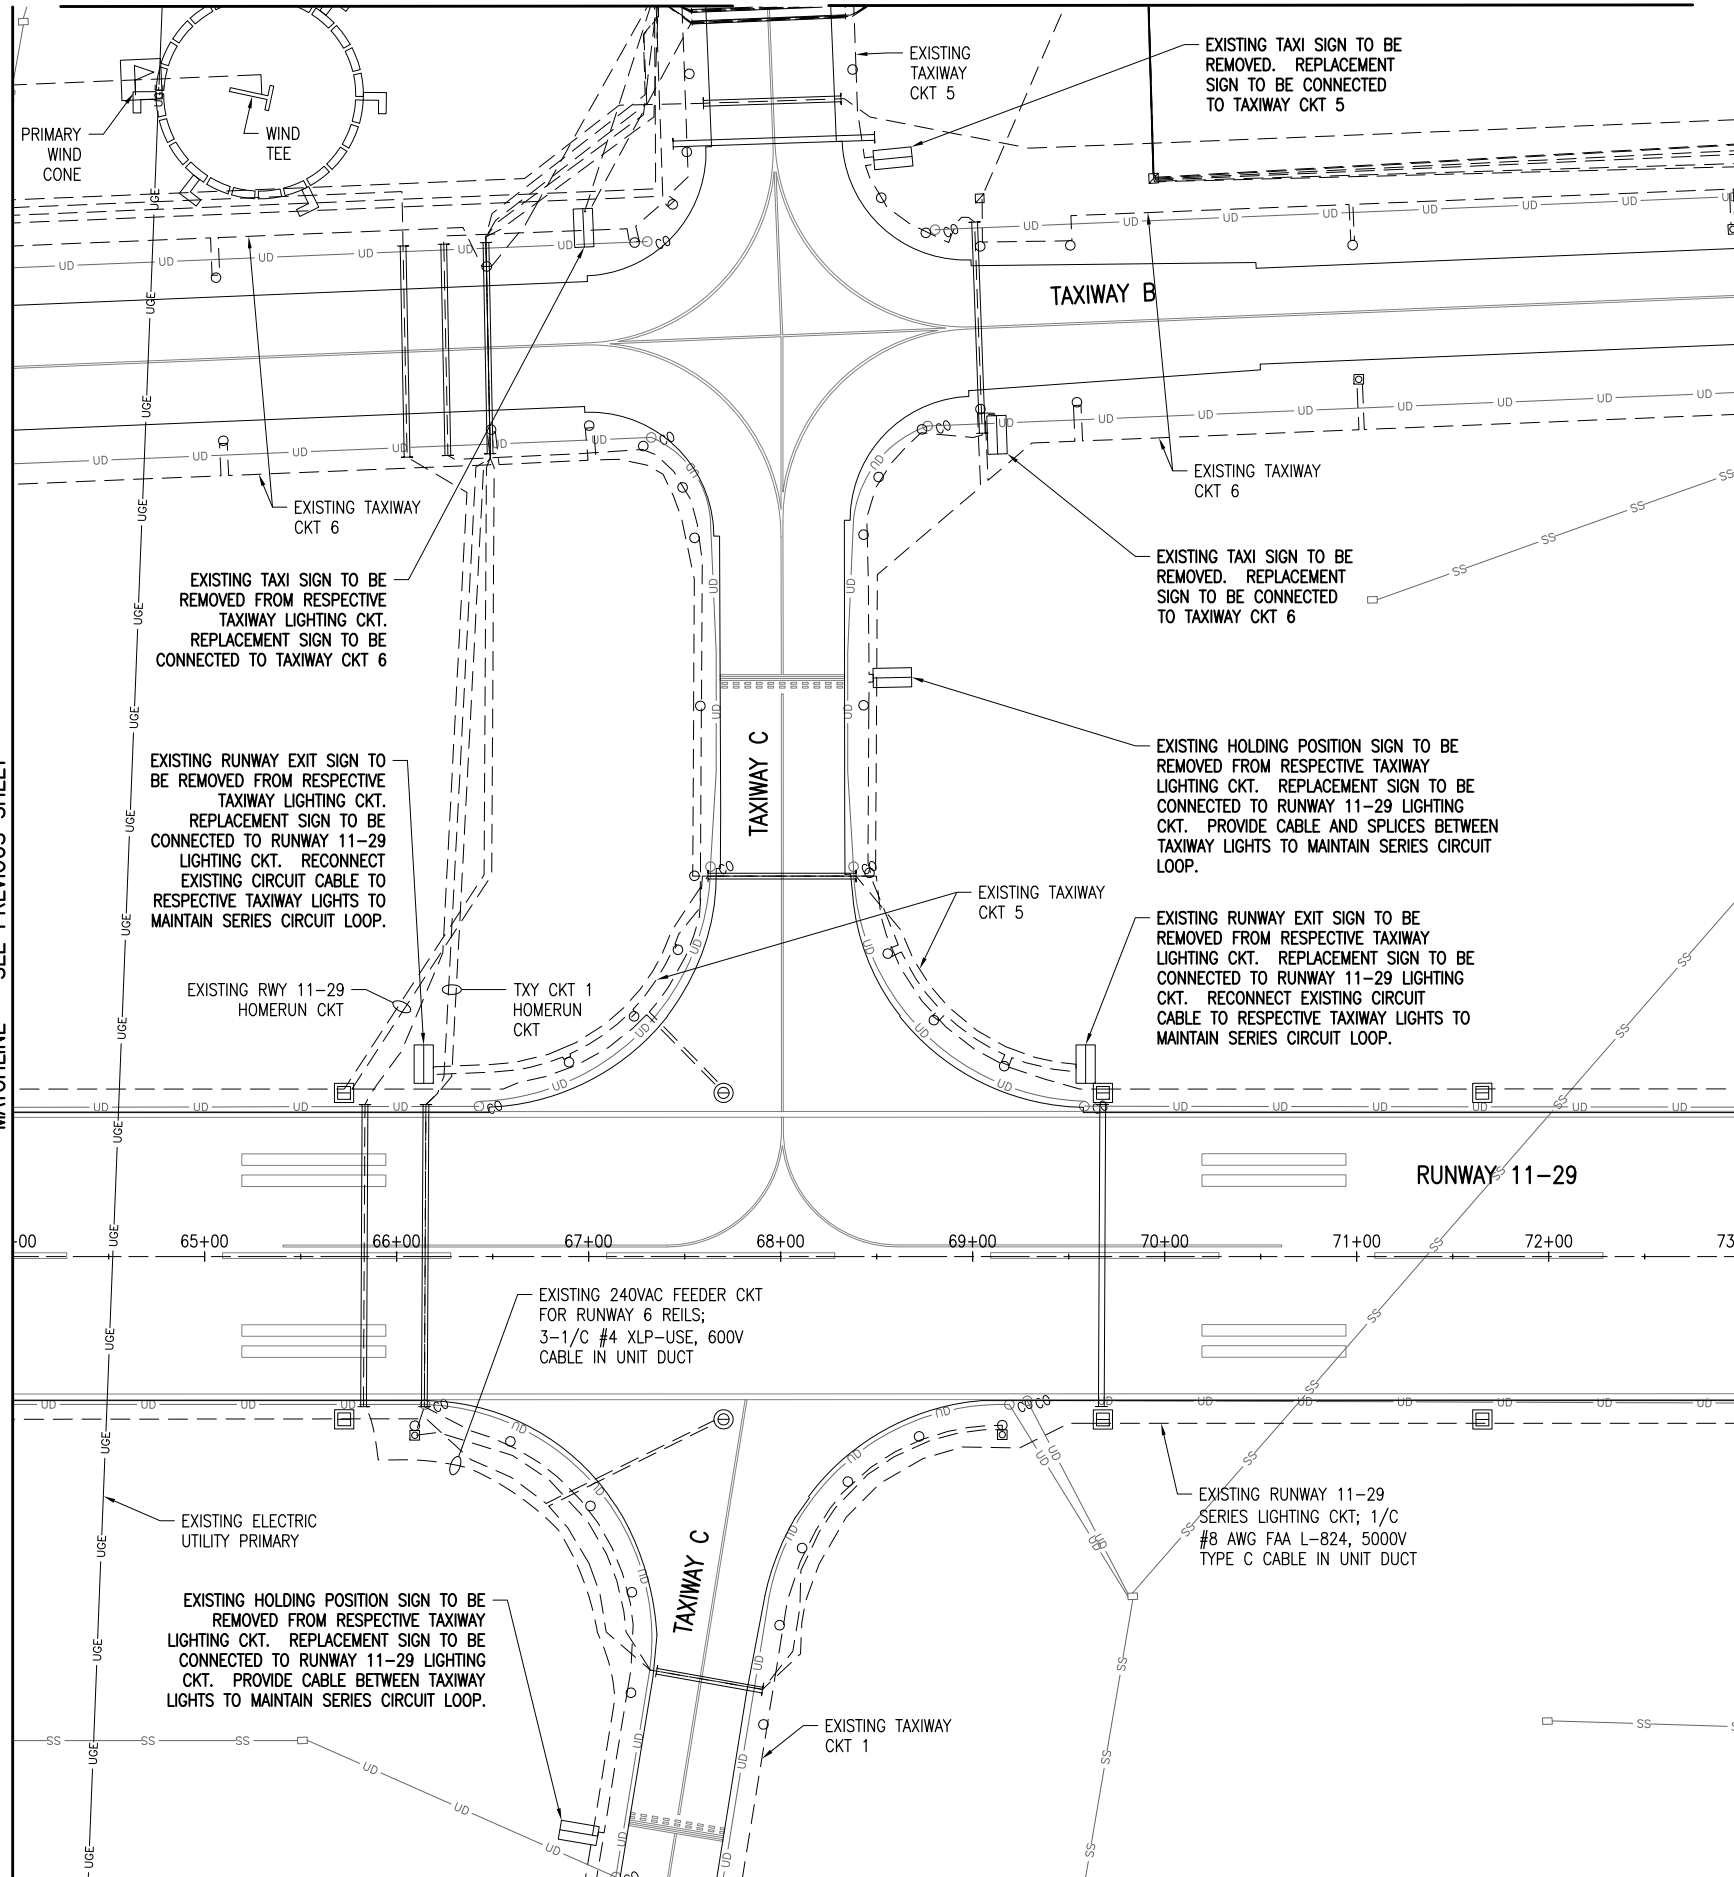 EXISTING
TAXIWAY
CKT 5
EXISTING TAXI SIGN TO BE
REMOVED. REPLACEMENT
SIGN TO BE CONNECTED
TO TAXIWAY CKT 5
PRIMARY
WIND
CONE
WIND
TEE
TAXIWAY B
EXISTING TAXIWAY
CKT 6
EXISTING TAXIWAY
CKT 6
EXISTING TAXI SIGN TO BE
REMOVED FROM RESPECTIVE
TAXIWAY LIGHTING CKT.
REPLACEMENT SIGN TO BE
CONNECTED TO TAXIWAY CKT 6
EXISTING TAXI SIGN TO BE
REMOVED. REPLACEMENT
SIGN TO BE CONNECTED
TO TAXIWAY CKT 6
EXISTING RUNWAY EXIT SIGN TO
BE REMOVED FROM RESPECTIVE
TAXIWAY LIGHTING CKT.
REPLACEMENT SIGN TO BE
CONNECTED TO RUNWAY 11-29
LIGHTING CKT. RECONNECT
EXISTING CIRCUIT CABLE TO
RESPECTIVE TAXIWAY LIGHTS TO
MAINTAIN SERIES CIRCUIT LOOP.
TAXIWAY C
EXISTING HOLDING POSITION SIGN TO BE
REMOVED FROM RESPECTIVE TAXIWAY
LIGHTING CKT. REPLACEMENT SIGN TO BE
CONNECTED TO RUNWAY 11-29 LIGHTING
CKT. PROVIDE CABLE AND SPLICES BETWEEN
TAXIWAY LIGHTS TO MAINTAIN SERIES CIRCUIT
LOOP.
EXISTING TAXIWAY
CKT 5
EXISTING RUNWAY EXIT SIGN TO BE
REMOVED FROM RESPECTIVE TAXIWAY
LIGHTING CKT. REPLACEMENT SIGN TO BE
CONNECTED TO RUNWAY 11-29 LIGHTING
CKT. RECONNECT EXISTING CIRCUIT
CABLE TO RESPECTIVE TAXIWAY LIGHTS TO
MAINTAIN SERIES CIRCUIT LOOP.
EXISTING RWY 11-29
HOMERUN CKT
TXY CKT 1
HOMERUN
CKT
RUNWAY 11-29
65+00 66+00 67+00 68+00 69+00 70+00 71+00 72+00
EXISTING 240VAC FEEDER CKT
FOR RUNWAY 6 REILS;
3-1/C #4 XLP-USE, 600V
CABLE IN UNIT DUCT
EXISTING RUNWAY 11-29
SERIES LIGHTING CKT; 1/C
#8 AWG FAA L-824, 5000V
TYPE C CABLE IN UNIT DUCT
EXISTING ELECTRIC
UTILITY PRIMARY
TAXIWAY C
EXISTING HOLDING POSITION SIGN TO BE
REMOVED FROM RESPECTIVE TAXIWAY
LIGHTING CKT. REPLACEMENT SIGN TO BE
CONNECTED TO RUNWAY 11-29 LIGHTING
CKT. PROVIDE CABLE BETWEEN TAXIWAY
LIGHTS TO MAINTAIN SERIES CIRCUIT LOOP.
EXISTING TAXIWAY
CKT 1